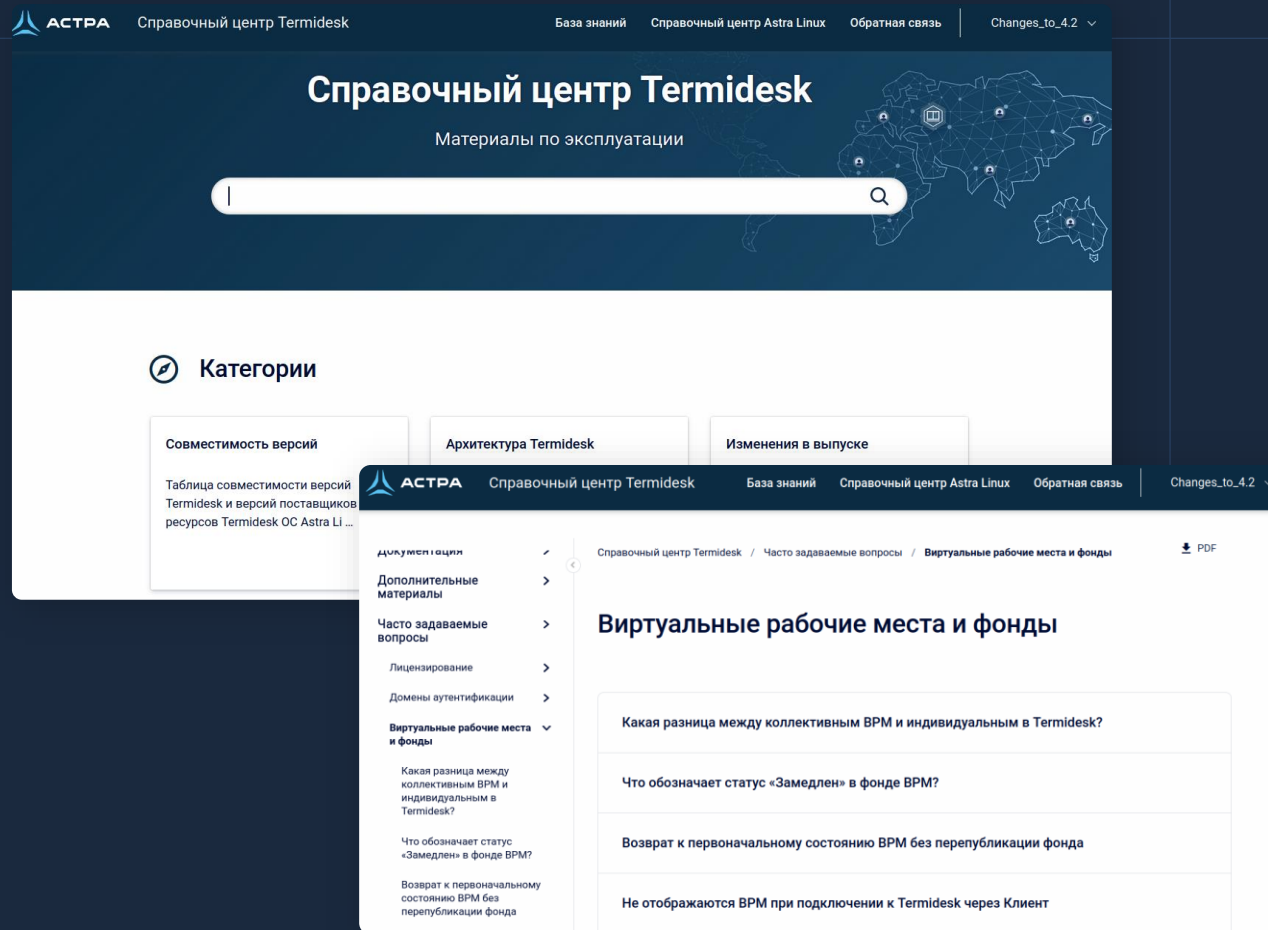 АСТРА Справочный центр Termidesk База знаний Справочный центр Astra Linux Обратная связь Changes_to_4.2
Справочный центр Termidesk
Материалы по эксплуатации
Категории
Совместимость версий
Таблица совместимости версий
Termidesk и версий поставщиков
ресурсов Termidesk ОС Astra Li ...
Архитектура Termidesk
Изменения в выпуске
АСТРА Справочный центр Termidesk База знаний Справочный центр Astra Linux Обратная связь Changes_to_4.2
Документация
Дополнительные
материалы
Часто задаваемые
вопросы
Лицензирование
Домены аутентификации
Виртуальные рабочие места
и фонды
Какая разница между
коллективным ВРМ и
индивидуальным в
Termidesk?
Что обозначает статус
«Замедлен» в фонде ВРМ?
Возврат к первоначальному
состоянию ВРМ без
перепубликации фонда
Справочный центр Termidesk / Часто задаваемые вопросы / Виртуальные рабочие места и фонды
PDF
Виртуальные рабочие места и фонды
Какая разница между коллективным ВРМ и индивидуальным в Termidesk?
Что обозначает статус «Замедлен» в фонде ВРМ?
Возврат к первоначальному состоянию ВРМ без перепубликации фонда
Не отображаются ВРМ при подключении к Termidesk через Клиент